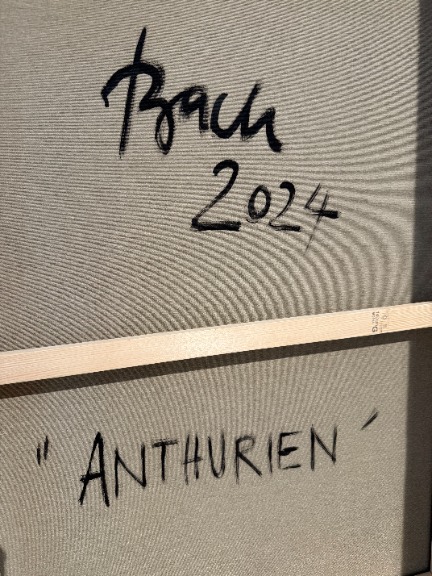 Bach
2024
" ANTHURIEN ′